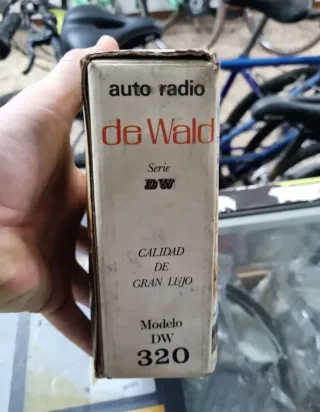 auto radio
de Wald
Serie
DW
CALIDAD
DE
GRAN LUJO
Modelo
DW
320